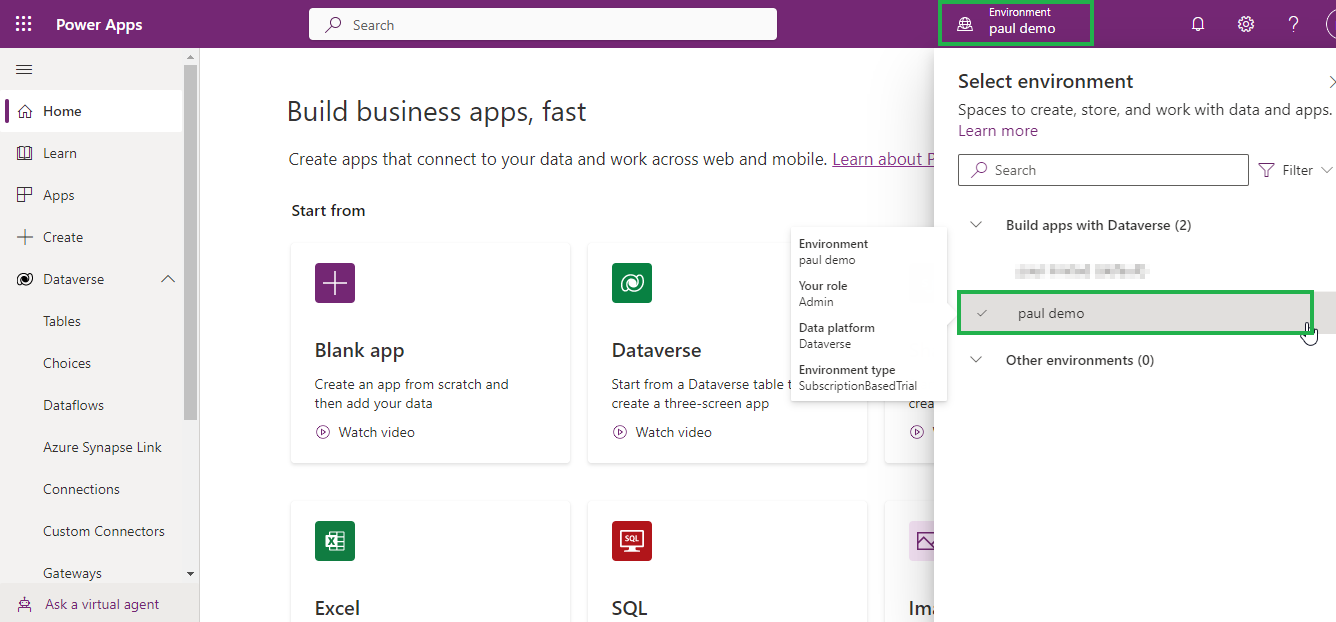 Power Apps
Search
Environment
paul demo
Home
Learn
Apps
Create
Dataverse
Tables
Choices
Dataflows
Azure Synapse Link
Connections
Custom Connectors
Gateways
Ask a virtual agent
Build business apps, fast
Create apps that connect to your data and work across web and mobile. Learn about P
Start from
Blank app
Create an app from scratch and
then add your data
Watch video
Dataverse
Start from a Dataverse table t
create a three-screen app
Watch video
crea
Excel
SQL
SQL
Ima
Environment
paul demo
Your role
Admin
Data platform
Dataverse
Environment type
SubscriptionBasedTrial
Select environment
Spaces to create, store, and work with data and apps.
Learn more
Search
Filter
Build apps with Dataverse (2)
paul demo
Other environments (0)